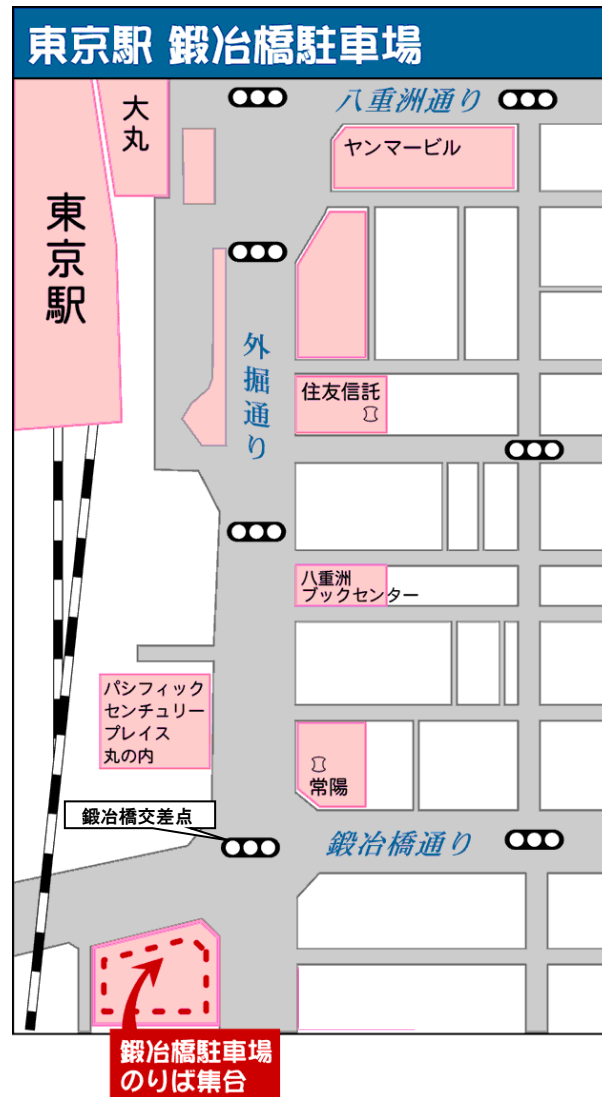 東京駅 鍛冶橋駐車場
大丸
八重洲通り
ヤンマービル
東京駅
外堀通り
住友信託
八重洲
ブックセンター
パシフィック
センチュリー
プレイス
丸の内
常陽
鍛冶橋交差点
鍛冶橋通り
鍛冶橋駐車場
のりば集合